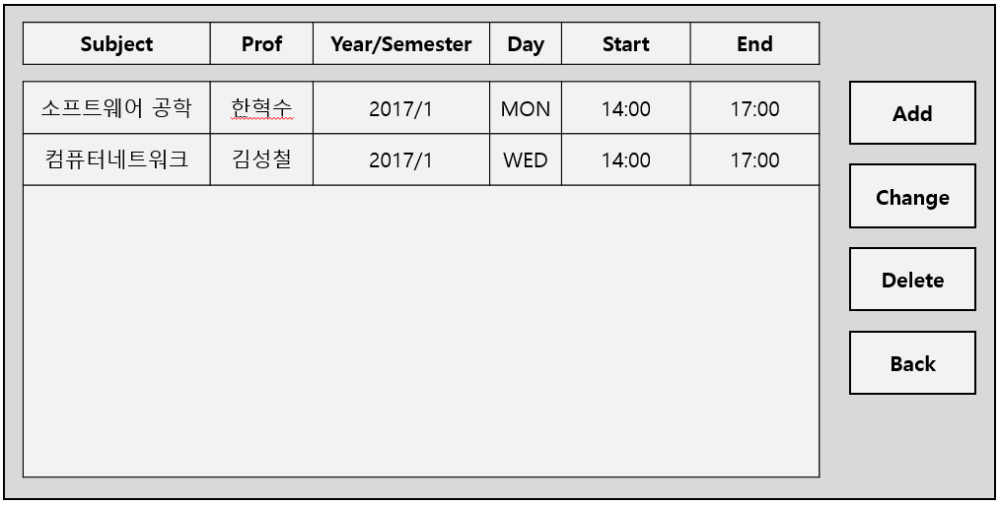 Subject Prof Year/Semester Day Start End
소프트웨어 공학 한혁수 2017/1 MON 14:00 17:00
컴퓨터네트워크 김성철 2017/1 WED 14:00 17:00
Add
Change
Delete
Back